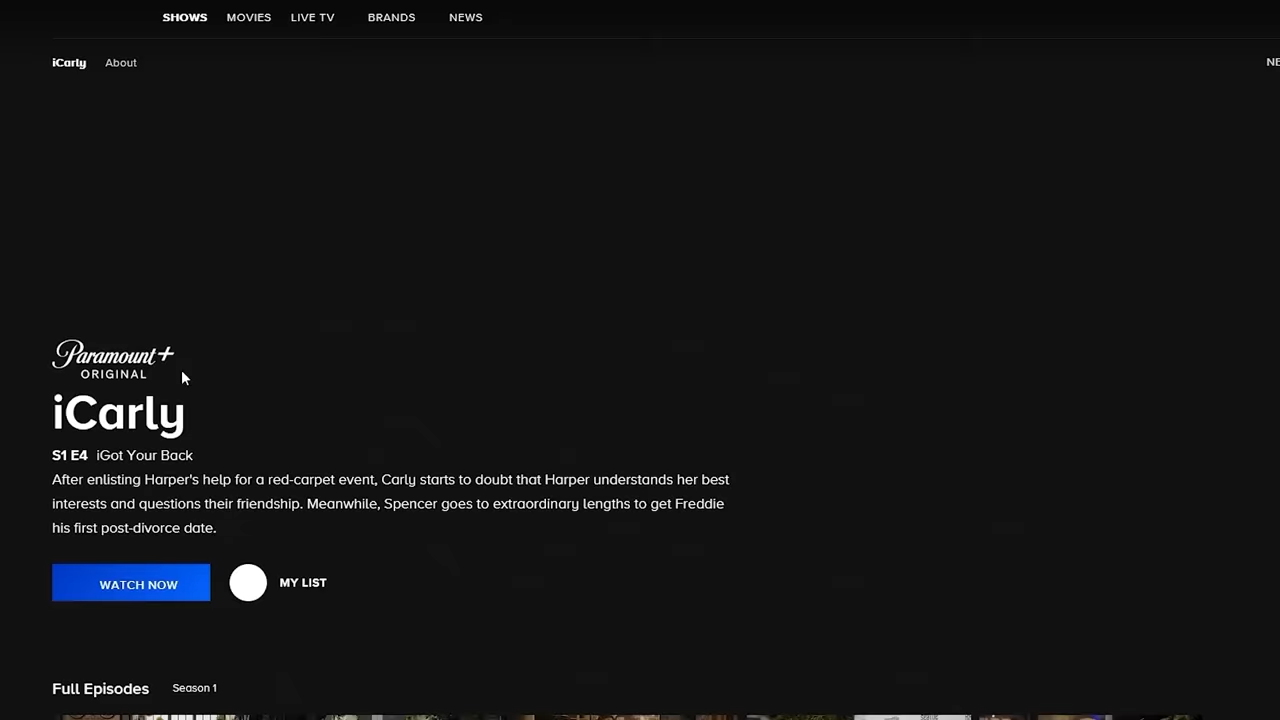 SHOWS MOVIES LIVE TV BRANDS NEWS
iCarly About
Paramount+
ORIGINAL
iCarly
S1 E4 iGot Your Back
After enlisting Harper's help for a red-carpet event, Carly starts to doubt that Harper understands her best
interests and questions their friendship. Meanwhile, Spencer goes to extraordinary lengths to get Freddie
his first post-divorce date.
WATCH NOW MY LIST
Full Episodes Season 1